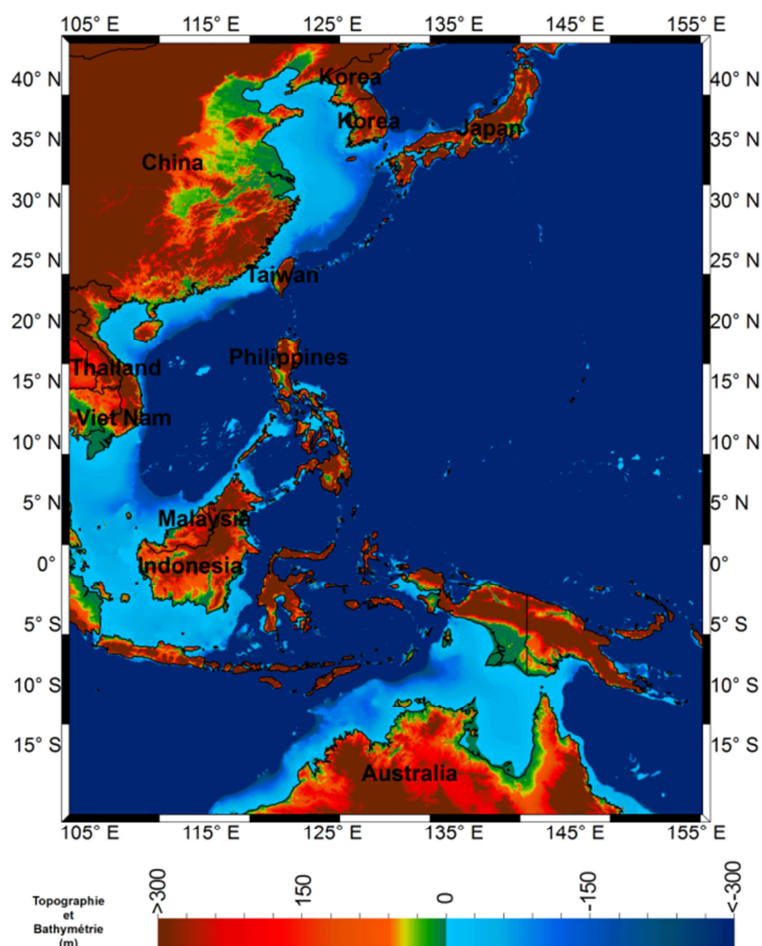 105° E 115° E 125° E 135° E 145° E 155° E
40° N Korea 40° N
35° N Korea Japan 35° N
China
30° N 30° N
25° N 25° N
Taiwan
20° N 20° N
Philippines
Thailand
15° N 15° N
Viet Nam
10° N 10° N
5° N 5° N
Malaysia
0° Indonesia 0°
5° S 5° S
10° S 10° S
15° S 15° S
Australia
105° E 115° E 125° E 135° E 145° E 155° E
>300 150 0 -150 <-300
Topographie
et
Bathymétrie
(m)